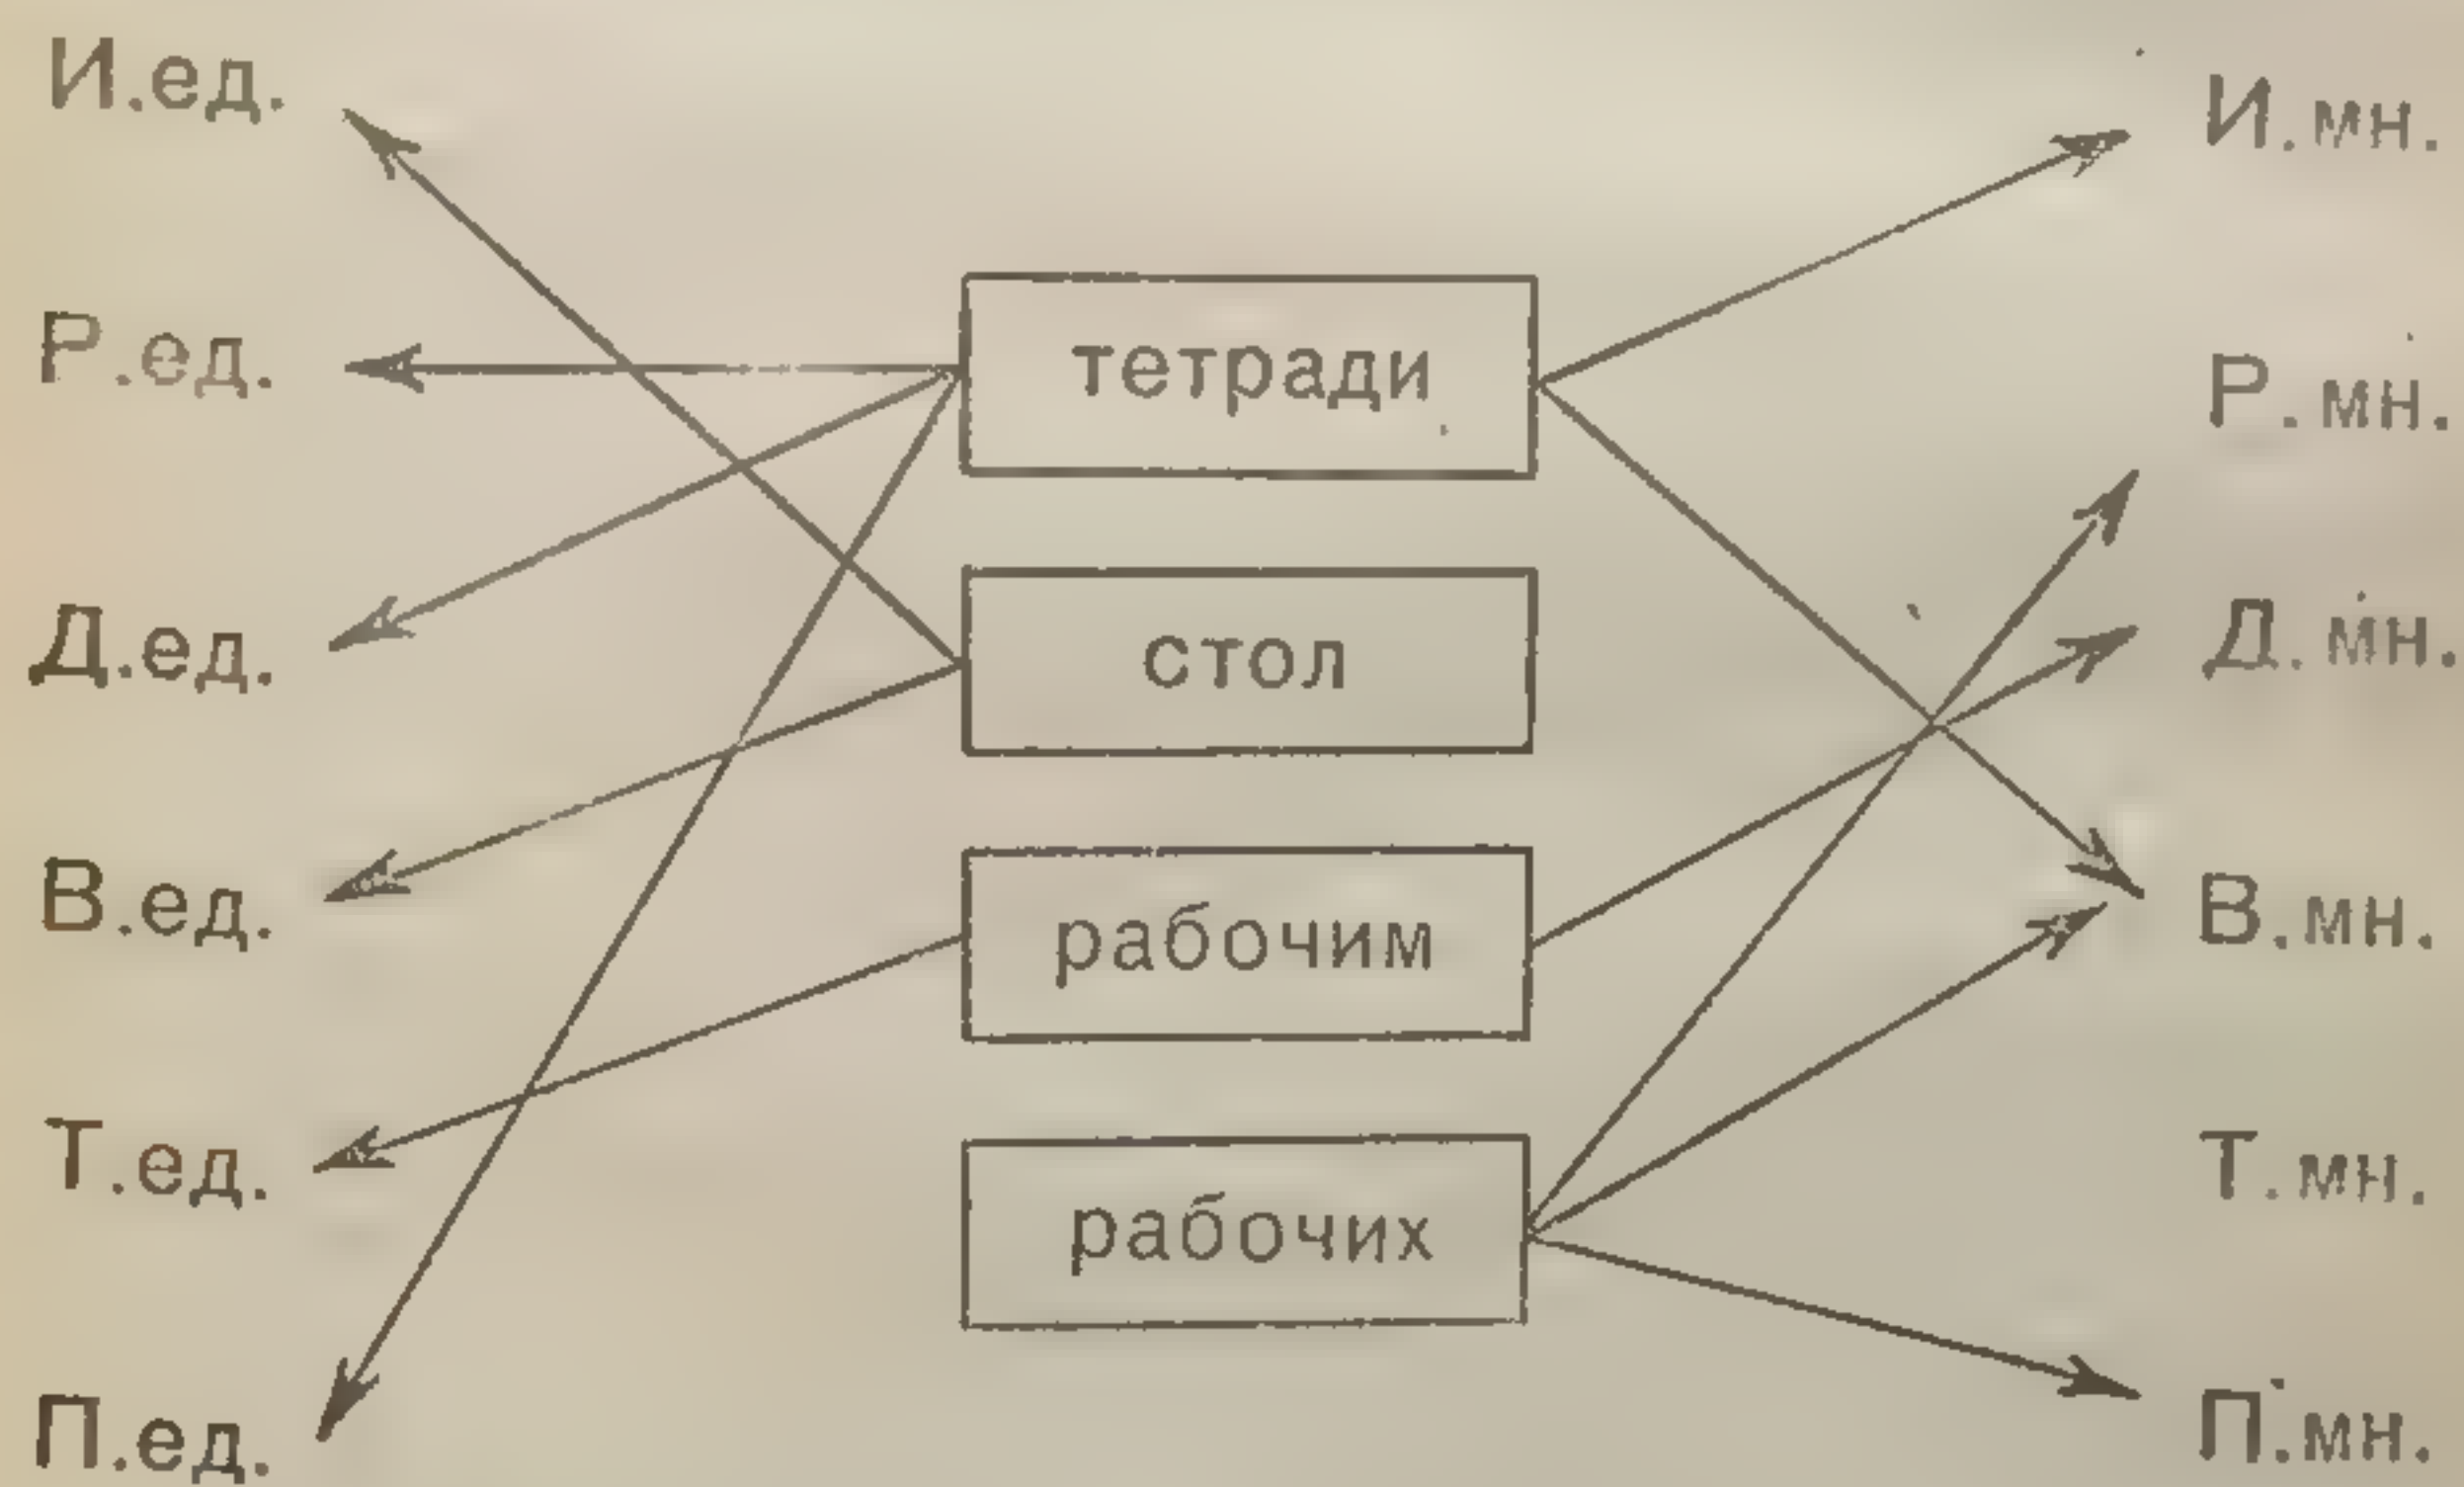 И.ед.
Р.ед.
Д.ед.
В.ед.
Т.ед.
П.ед.
тетради
стол
рабочим
рабочих
И.мн.
Р.мн.
Д.мн.
В.мн.
Т.мн.
П.мн.